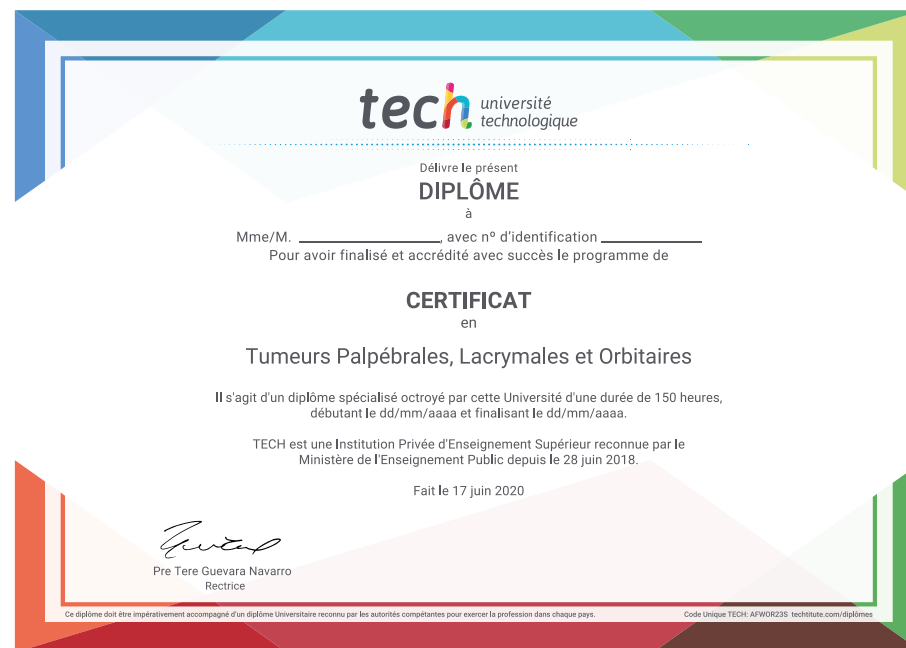 tech université
technologique
Délivre le présent
DIPLÔME
à
Mme/M. ____________________, avec nº d'identification ______________
Pour avoir finalisé et accrédité avec succès le programme de
CERTIFICAT
en
Tumeurs Palpébrales, Lacrymales et Orbitaires
Il s'agit d'un diplôme spécialisé octroyé par cette Université d'une durée de 150 heures,
débutant le dd/mm/aaaa et finalisant le dd/mm/aaaa.
TECH est une Institution Privée d'Enseignement Supérieur reconnue par le
Ministère de l'Enseignement Public depuis le 28 juin 2018.
Fait le 17 juin 2020
Pre Tere Guevara Navarro
Rectrice
Ce diplôme doit être impérativement accompagné d'un diplôme Universitaire reconnu par les autorités compétantes pour exercer la profession dans chaque pays. Code Unique TECH: AFWOR23S techtitute.com/diplômes